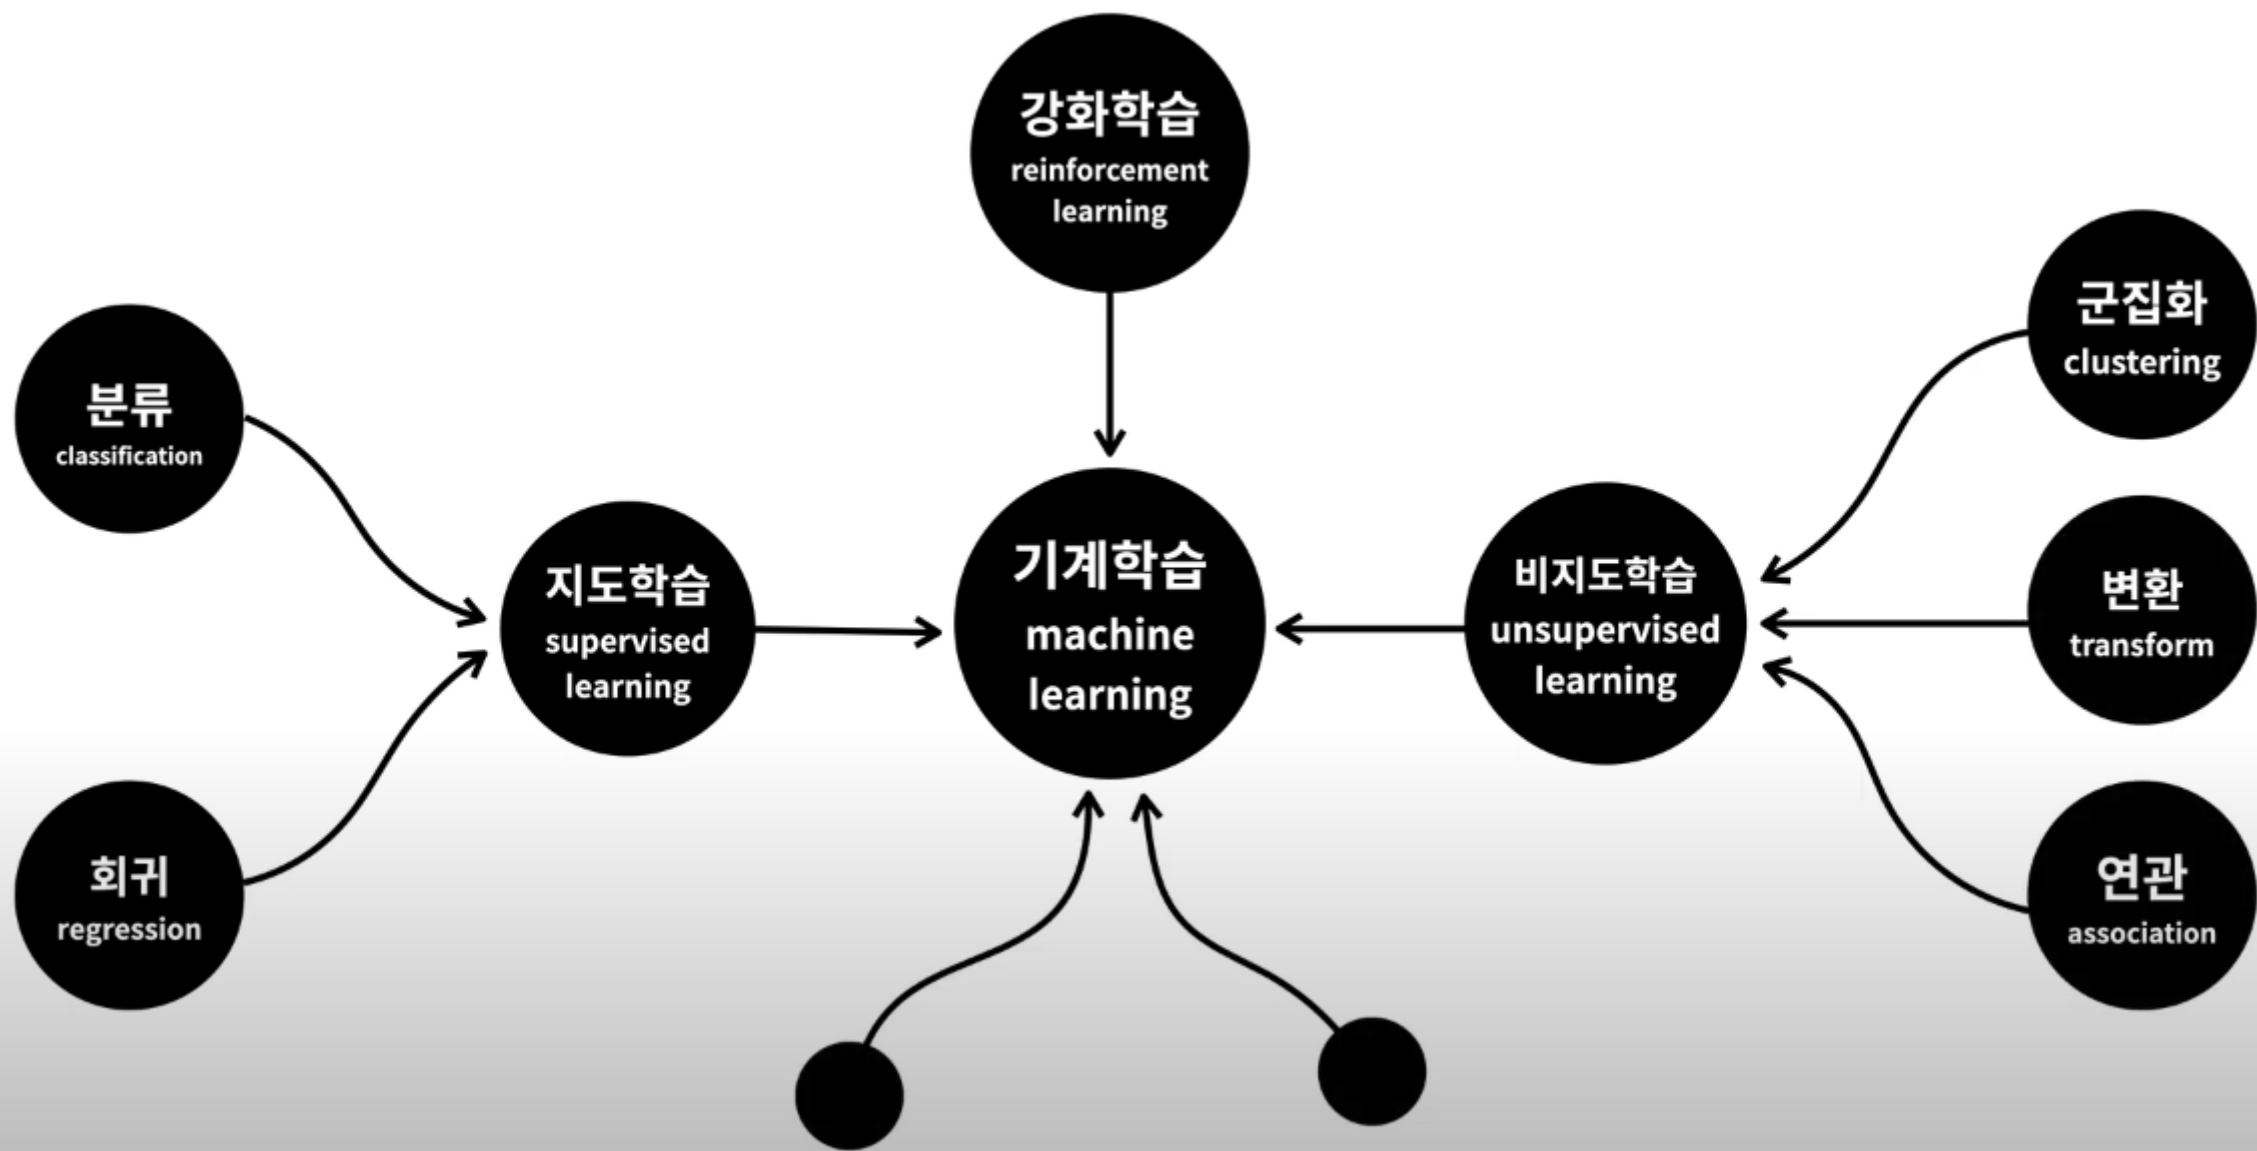 강화학습
reinforcement
learning
분류
classification
회귀
regression
지도학습
supervised
learning
기계학습
machine
learning
비지도학습
unsupervised
learning
군집화
clustering
변환
transform
연관
association